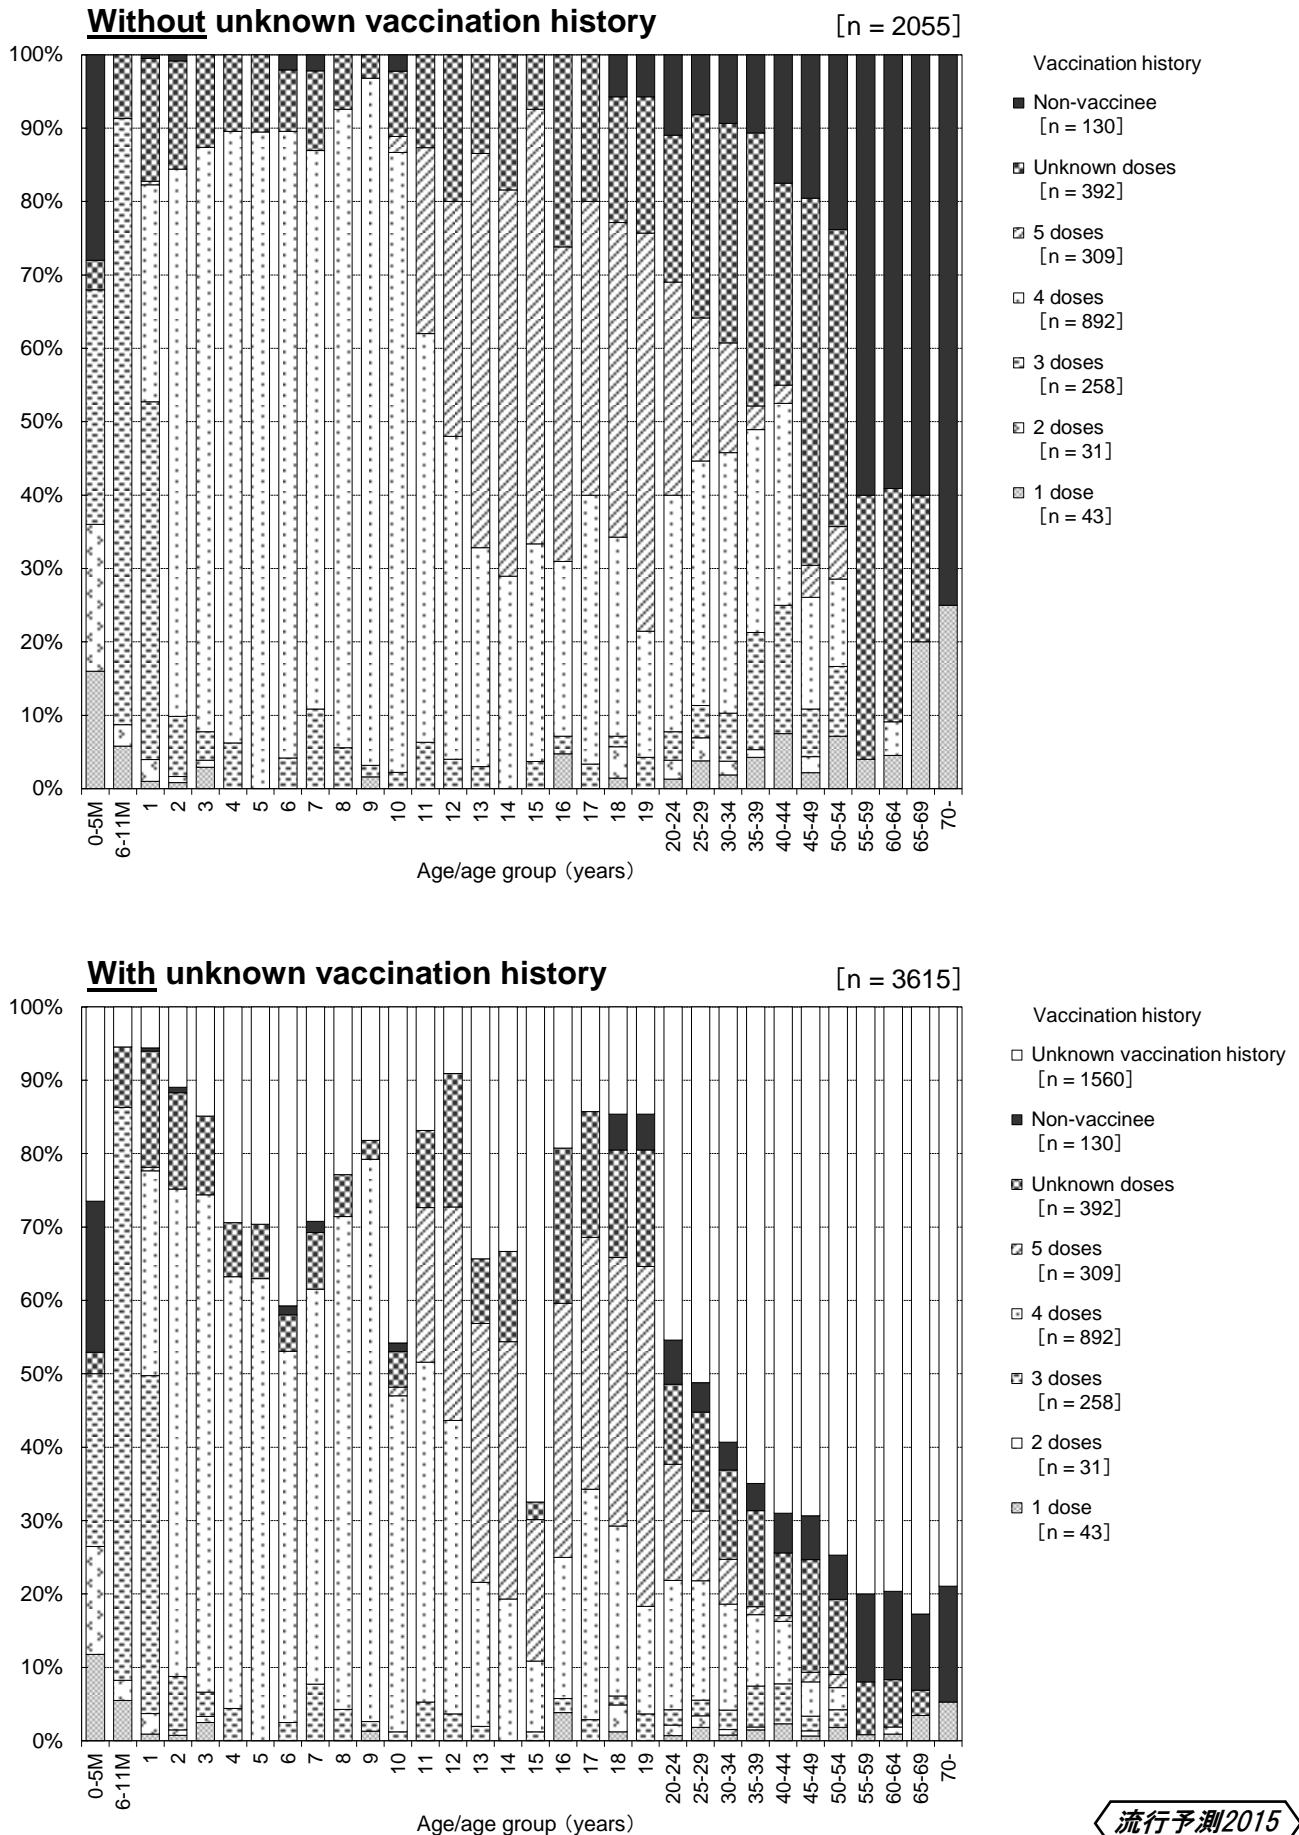 Without unknown vaccination history
[n = 2055]
100%
90%
80%
70%
60%
50%
40%
30%
20%
10%
0%
0-5M
6-11M
1
2
3
4
5
6
7
8
9
10
11
12
13
14
15
16
17
18
19
20-24
25-29
30-34
35-39
40-44
45-49
50-54
55-59
60-64
65-69
70-
Age/age group（years）
Vaccination history
Non-vaccinee
[n = 130]
Unknown doses
[n = 392]
5 doses
[n = 309]
4 doses
[n = 892]
3 doses
[n = 258]
2 doses
[n = 31]
1 dose
[n = 43]
With unknown vaccination history
[n = 3615]
100%
90%
80%
70%
60%
50%
40%
30%
20%
10%
0%
0-5M
6-11M
1
2
3
4
5
6
7
8
9
10
11
12
13
14
15
16
17
18
19
20-24
25-29
30-34
35-39
40-44
45-49
50-54
55-59
60-64
65-69
70-
Age/age group（years）
Vaccination history
Unknown vaccination history
[n = 1560]
Non-vaccinee
[n = 130]
Unknown doses
[n = 392]
5 doses
[n = 309]
4 doses
[n = 892]
3 doses
[n = 258]
2 doses
[n = 31]
1 dose
[n = 43]
流行予測2015